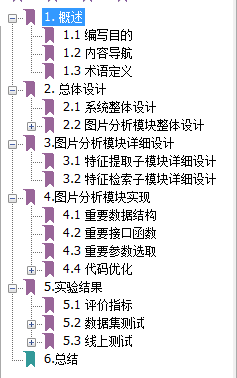 1. 概述
1.1 编写目的
1.2 内容导航
1.3 术语定义
2. 总体设计
2.1 系统整体设计
2.2 图片分析模块整体设计
3.图片分析模块详细设计
3.1 特征提取子模块详细设计
3.2 特征检索子模块详细设计
4.图片分析模块实现
4.1 重要数据结构
4.2 重要接口函数
4.3 重要参数选取
4.4 代码优化
5.实验结果
5.1 评价指标
5.2 数据集测试
5.3 线上测试
6.总结